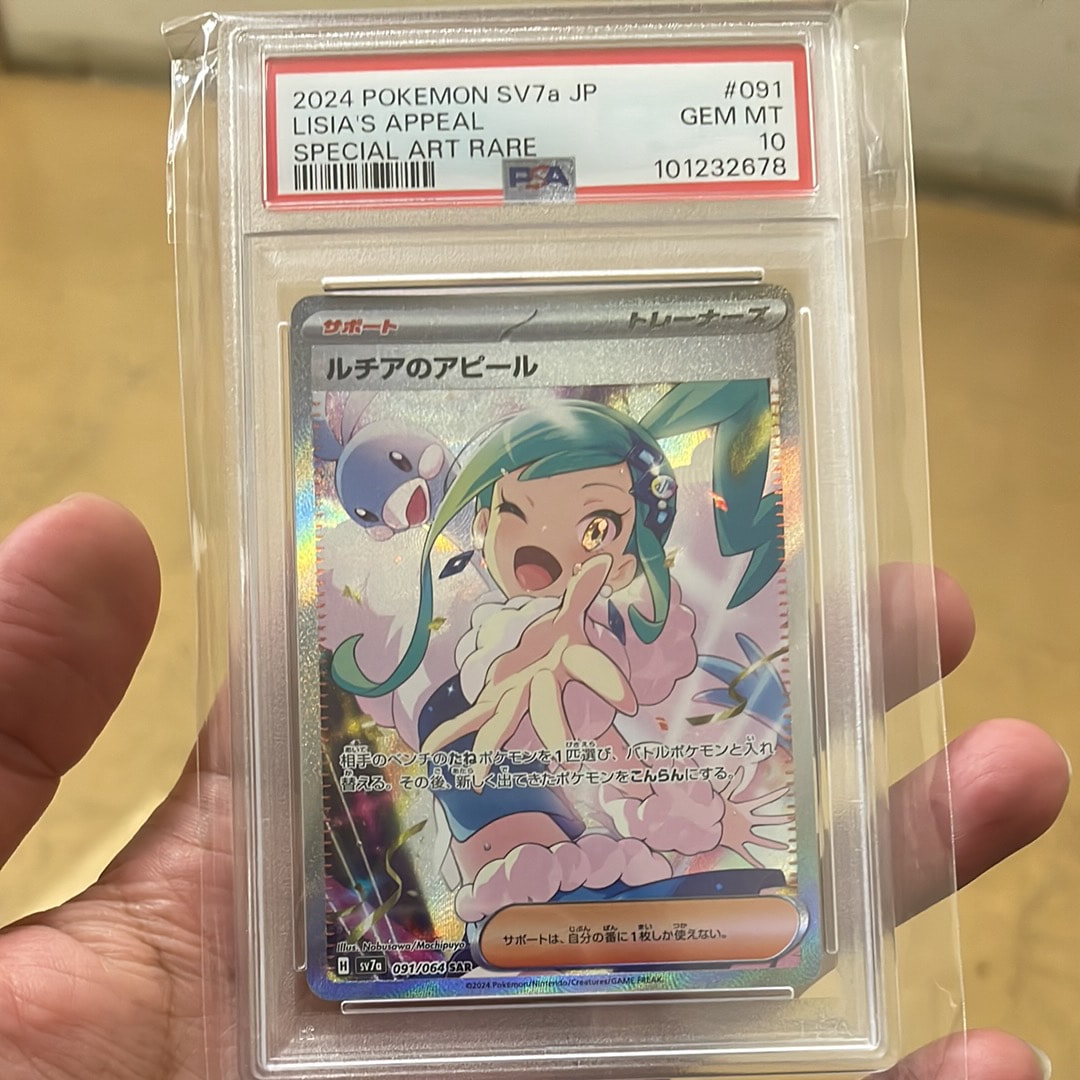 2024 POKEMON SV7a JP
#091
LISIA'S APPEAL
GEM MT
SPECIAL ART RARE
10
PSA
101232678
サポート
トレーナーズ
ルチアのアピール
相手のベンチのたねポケモンを1匹選び、バトルポケモンと入れ
替える。その後、新しく出てきたポケモンをこんらんにする。
サポートは、自分の番に1枚しか使えない。
Illus. Nobusawa/Mochipuyo
H sv7a 091/064 SAR
©2024 Pokémon/Nintendo/Creatures/GAME FREAK.